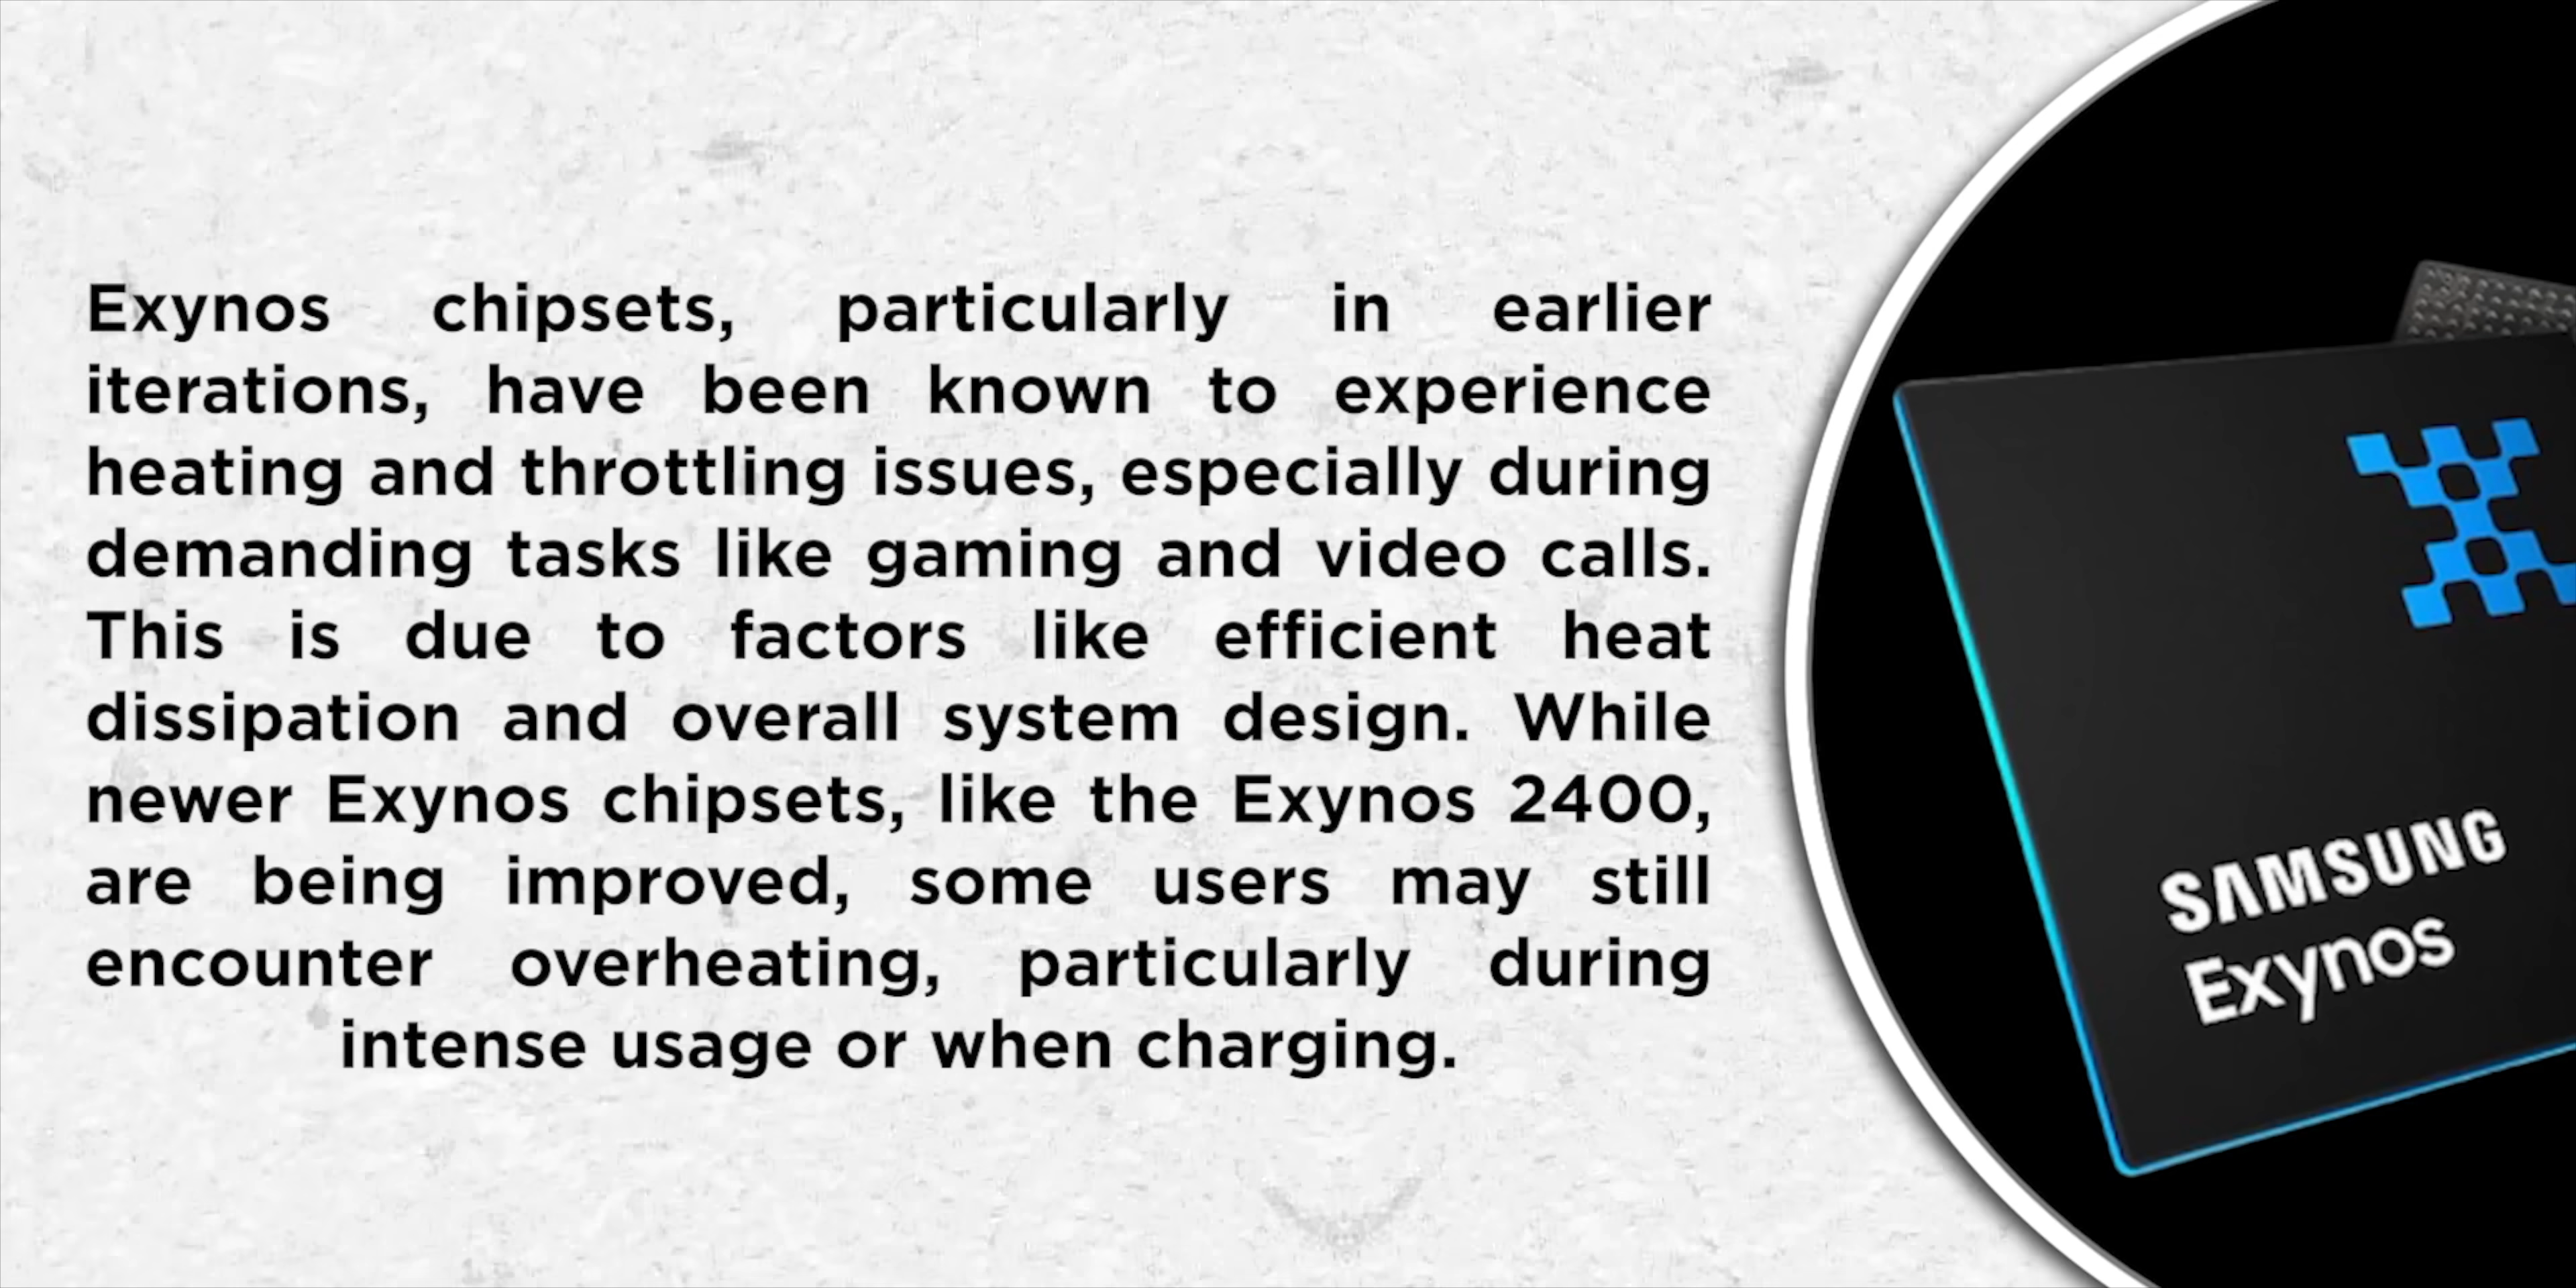 Exynos chipsets, particularly in earlier
iterations, have been known to experience
heating and throttling issues, especially during
demanding tasks like gaming and video calls.
This is due to factors like efficient heat
dissipation and overall system design. While
newer Exynos chipsets, like the Exynos 2400,
are being improved, some users may still
encounter overheating, particularly during
intense usage or when charging.
SAMSUNG
Exynos